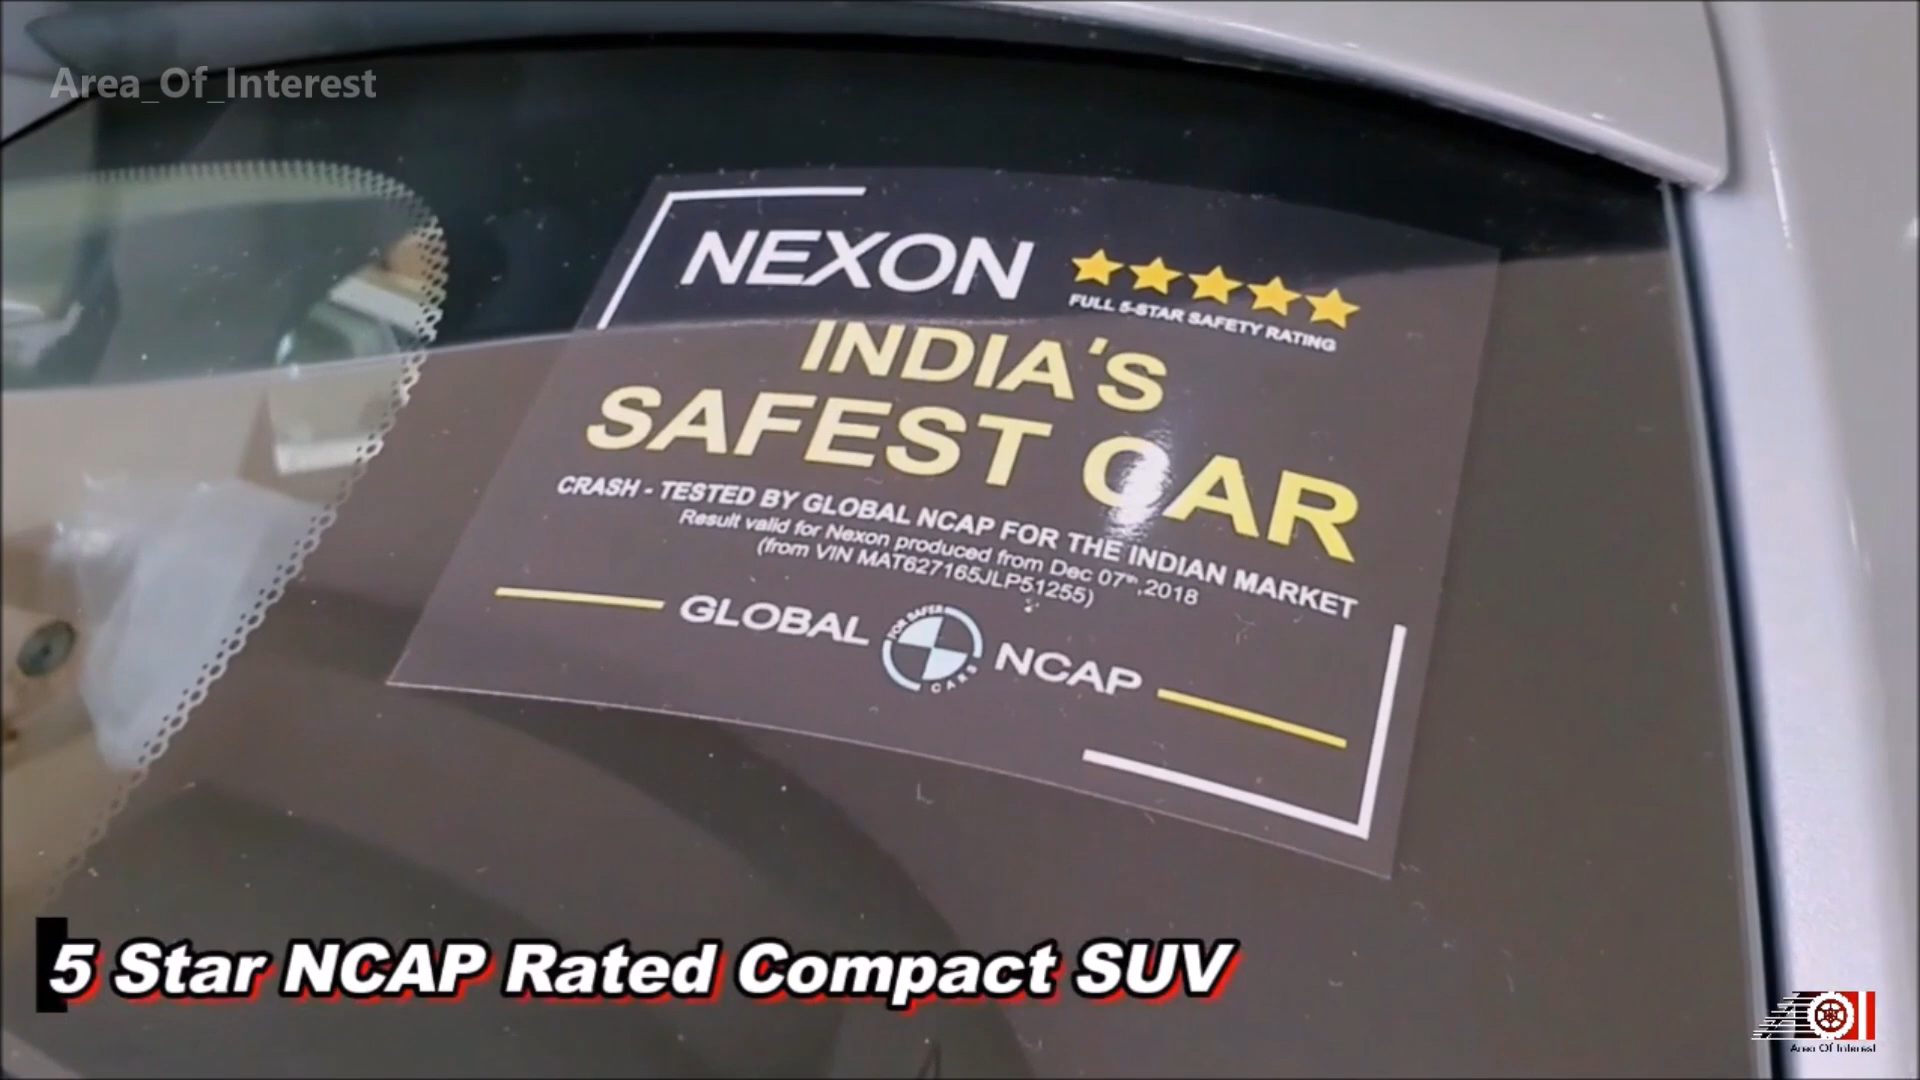 Area_Of_Interest
NEXON
FULL 5-STAR SAFETY RATING
INDIA'S
SAFEST CAR
CRASH - TESTED BY GLOBAL NCAP FOR THE INDIAN MARKET
Result valid for Nexon produced from Dec 07th,2018
(from VIN MAT627165JLP51255)
GLOBAL FOR SAFER CARS NCAP
5 Star NCAP Rated Compact SUV
Area Of Interest